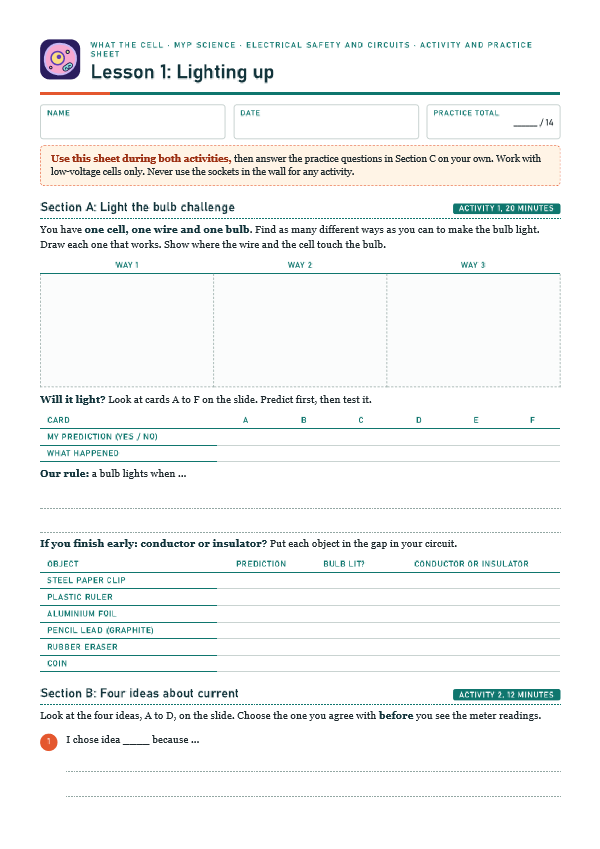 WHAT THE CELL · MYP SCIENCE · ELECTRICAL SAFETY AND CIRCUITS · ACTIVITY AND PRACTICE
SHEET
Lesson 1: Lighting up
NAME
DATE
PRACTICE TOTAL
_____ / 14
Use this sheet during both activities, then answer the practice questions in Section C on your own. Work with
low-voltage cells only. Never use the sockets in the wall for any activity.
Section A: Light the bulb challenge
ACTIVITY 1, 20 MINUTES
You have one cell, one wire and one bulb. Find as many different ways as you can to make the bulb light.
Draw each one that works. Show where the wire and the cell touch the bulb.
WAY 1 WAY 2 WAY 3
Will it light? Look at cards A to F on the slide. Predict first, then test it.
CARD A B C D E F
MY PREDICTION (YES / NO)
WHAT HAPPENED
Our rule: a bulb lights when ...
If you finish early: conductor or insulator? Put each object in the gap in your circuit.
OBJECT PREDICTION BULB LIT? CONDUCTOR OR INSULATOR
STEEL PAPER CLIP
PLASTIC RULER
ALUMINIUM FOIL
PENCIL LEAD (GRAPHITE)
RUBBER ERASER
COIN
Section B: Four ideas about current
ACTIVITY 2, 12 MINUTES
Look at the four ideas, A to D, on the slide. Choose the one you agree with before you see the meter readings.
1 I chose idea _____ because ...